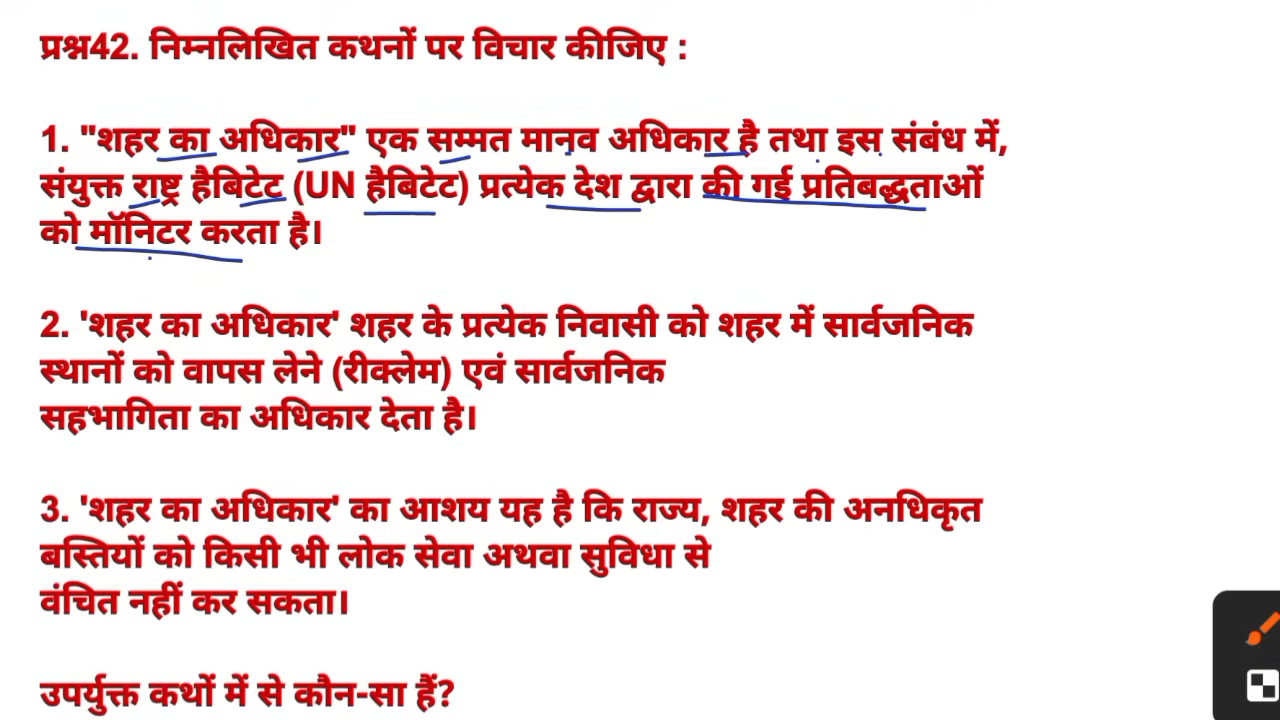 प्रश्न42. निम्नलिखित कथनों पर विचार कीजिए :
1. "शहर का अधिकार" एक सम्मत मानव अधिकार है तथा इस संबंध में,
संयुक्त राष्ट्र हैबिटेट (UN हैबिटेट) प्रत्येक देश द्वारा की गई प्रतिबद्धताओं
को मॉनिटर करता है।
2. 'शहर का अधिकार' शहर के प्रत्येक निवासी को शहर में सार्वजनिक
स्थानों को वापस लेने (रीक्लेम) एवं सार्वजनिक
सहभागिता का अधिकार देता है।
3. 'शहर का अधिकार' का आशय यह है कि राज्य, शहर की अनधिकृत
बस्तियों को किसी भी लोक सेवा अथवा सुविधा से
वंचित नहीं कर सकता।
उपर्युक्त कथों में से कौन-सा हैं?